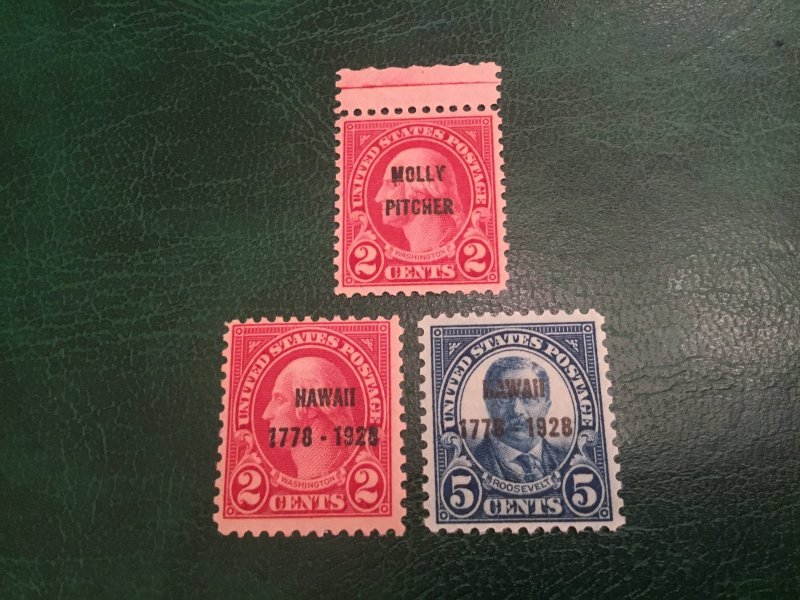 UNITED STATES POSTAGE
MOLLY
PITCHER
WASHINGTON
2 CENTS 2
UNITED STATES POSTAGE
HAWAII
1778 - 1928
WASHINGTON
2 CENTS 2
UNITED STATES POSTAGE
HAWAII
1778 - 1928
ROOSEVELT
5 CENTS 5